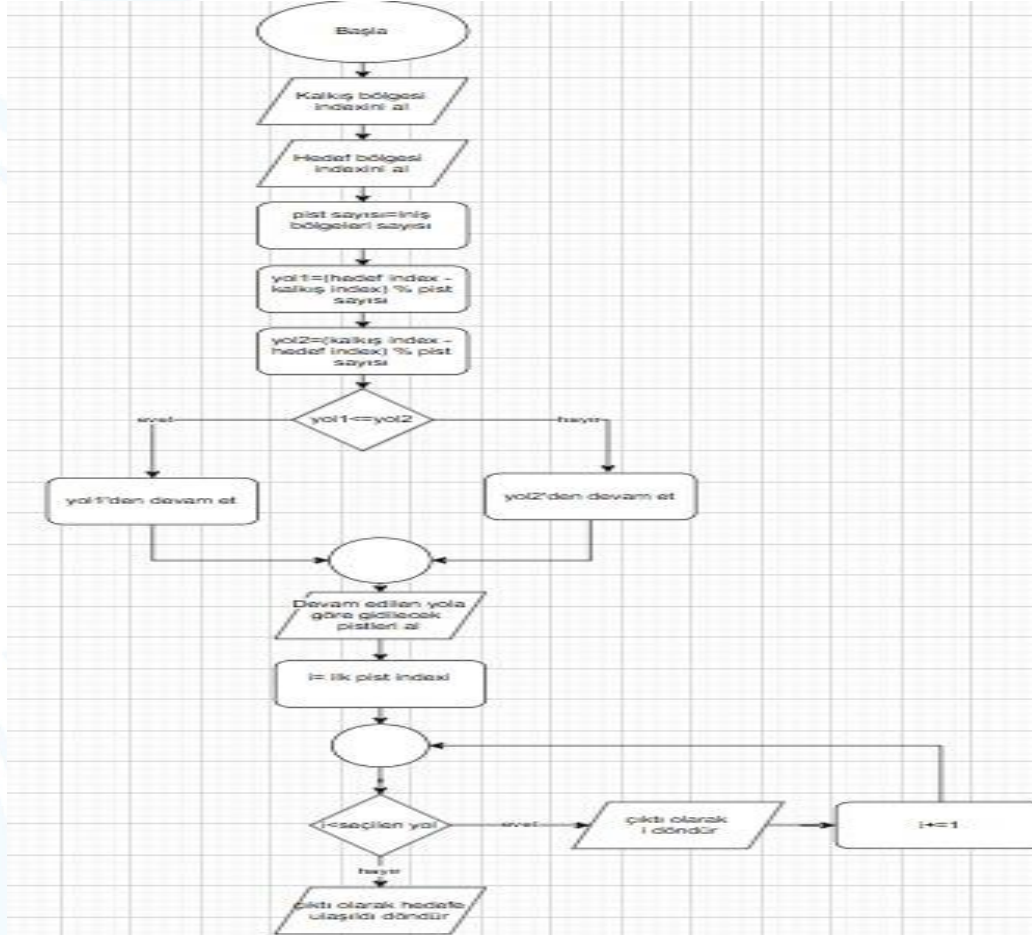 Başla
Kalkış bölgesi
indexini al
Hedef bölgesi
indexini al
pist sayısı=iniş
bölgeleri sayısı
yol1=(hedef index -
kalkış index) % pist
sayısı
yol2=(kalkış index -
hedef index) % pist
sayısı
yol1<=yol2
evet
hayır
yol1'den devam et
yol2'den devam et
Devam edilen yola
göre gidilecek
pistleri al
i= ilk pist indexi
i<seçilen yol
evet
çıktı olarak
i döndür
i+=1
hayır
çıktı olarak hedefe
ulaşıldı döndür